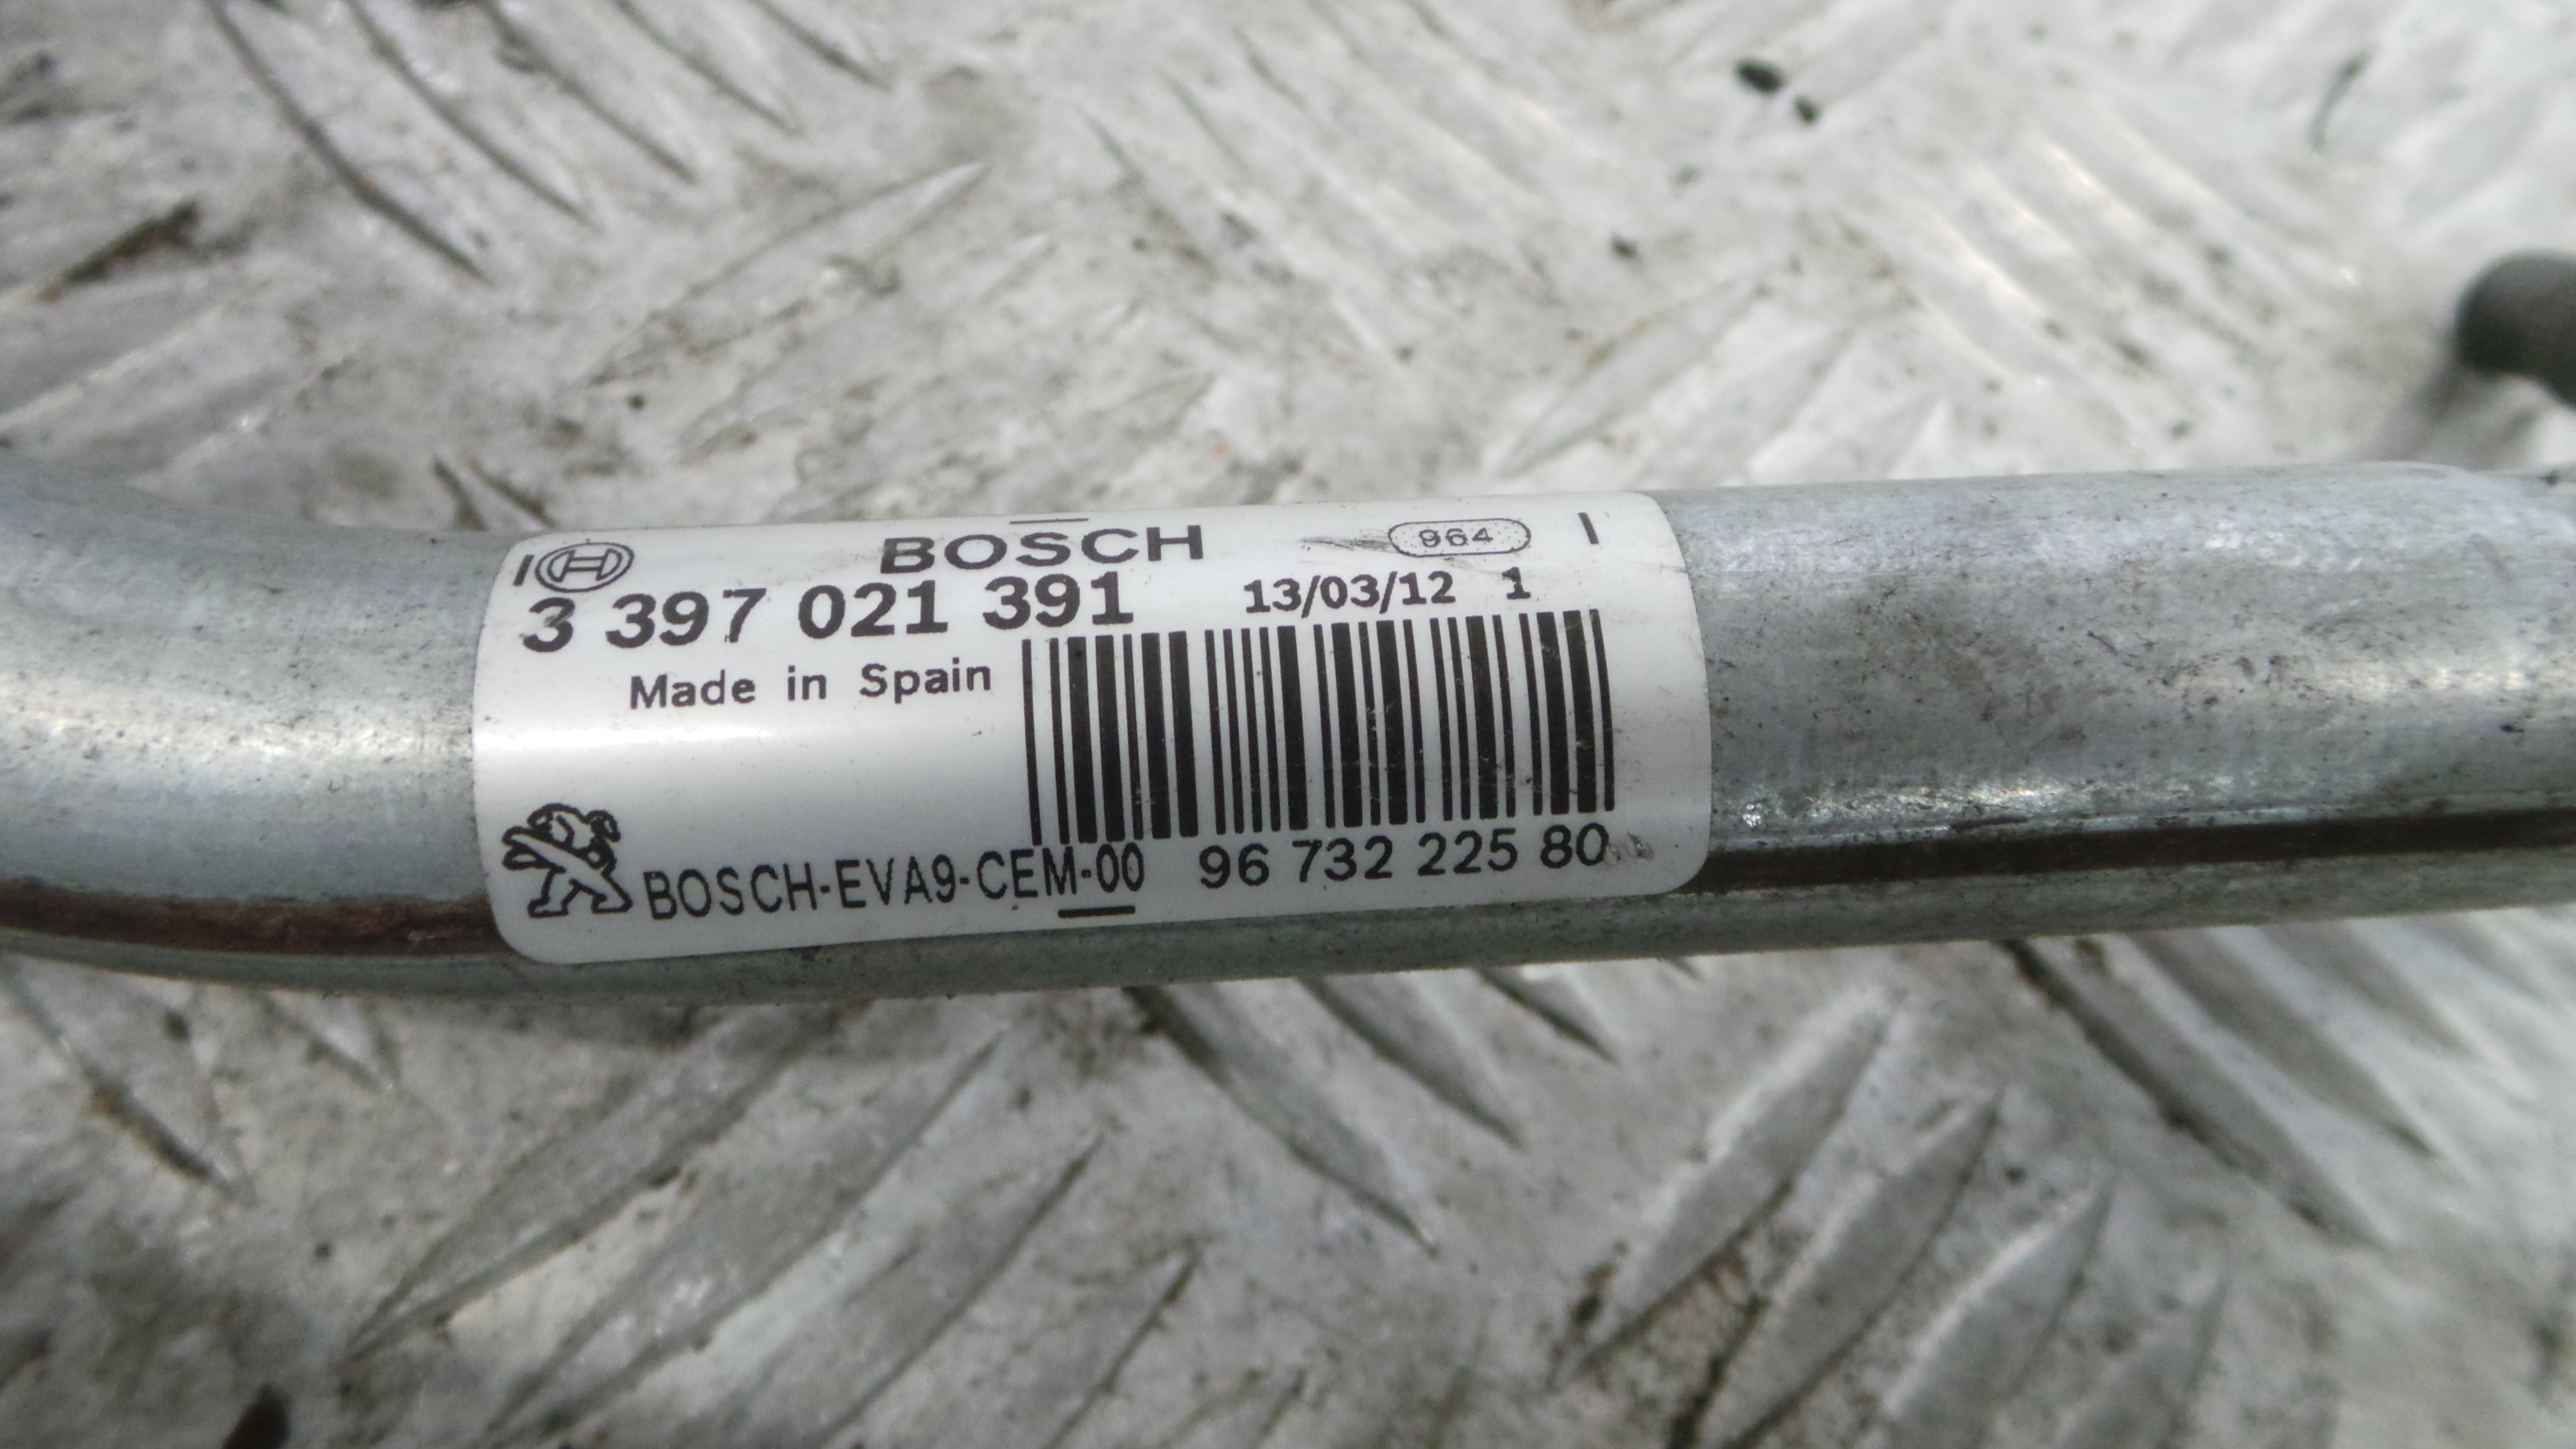 BOSCH 964
3 397 021 391 13/03/12 1
Made in Spain
BOSCH-EVA9-CEM-00 96 732 225 80